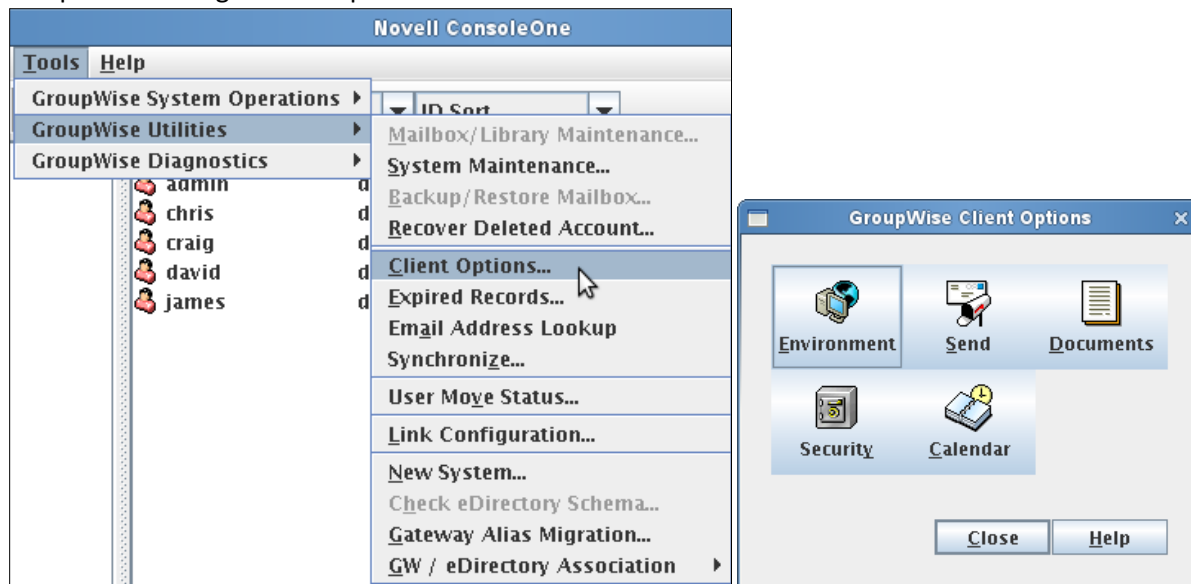 Novell ConsoleOne
Tools Help
GroupWise System Operations
GroupWise Utilities
GroupWise Diagnostics
ID Sort
admin d
chris d
craig d
david d
james d
Mailbox/Library Maintenance...
System Maintenance...
Backup/Restore Mailbox...
Recover Deleted Account...
Client Options...
Expired Records...
Email Address Lookup
Synchronize...
User Move Status...
Link Configuration...
New System...
Check eDirectory Schema...
Gateway Alias Migration...
GW / eDirectory Association
GroupWise Client Options
Environment Send Documents
Security Calendar
Close Help